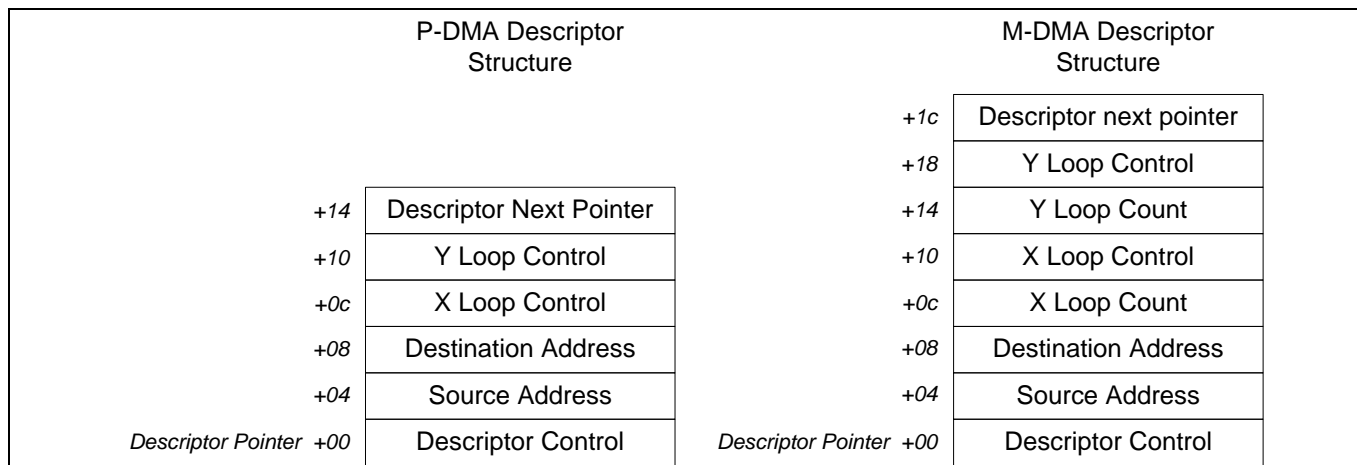 P-DMA Descriptor
Structure
+14 Descriptor Next Pointer
+10 Y Loop Control
+0c X Loop Control
+08 Destination Address
+04 Source Address
Descriptor Pointer +00 Descriptor Control
M-DMA Descriptor
Structure
+1c Descriptor next pointer
+18 Y Loop Control
+14 Y Loop Count
+10 X Loop Control
+0c X Loop Count
+08 Destination Address
+04 Source Address
Descriptor Pointer +00 Descriptor Control